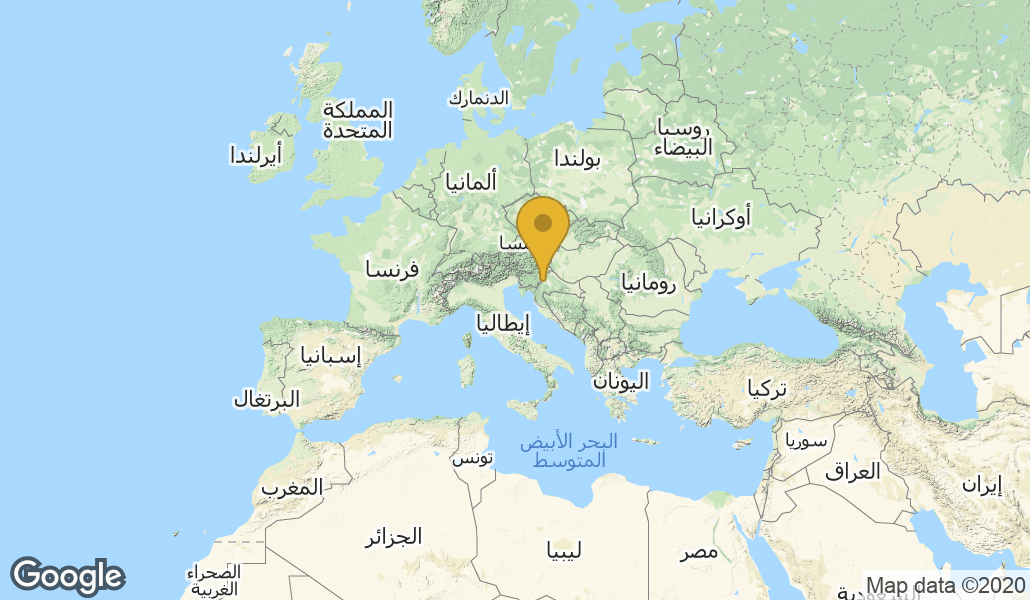 الدنمارك
المملكة
المتحدة
أيرلندا
روسيا
البيضاء
بولندا
ألمانيا
أوكرانيا
فرنسا
رومانيا
إيطاليا
إسبانيا
اليونان
تركيا
البرتغال
البحر الأبيض
المتوسط
سوريا
تونس
العراق
إيران
المغرب
الجزائر
ليبيا
مصر
الصحراء
الغربية
Google
Map data ©2020